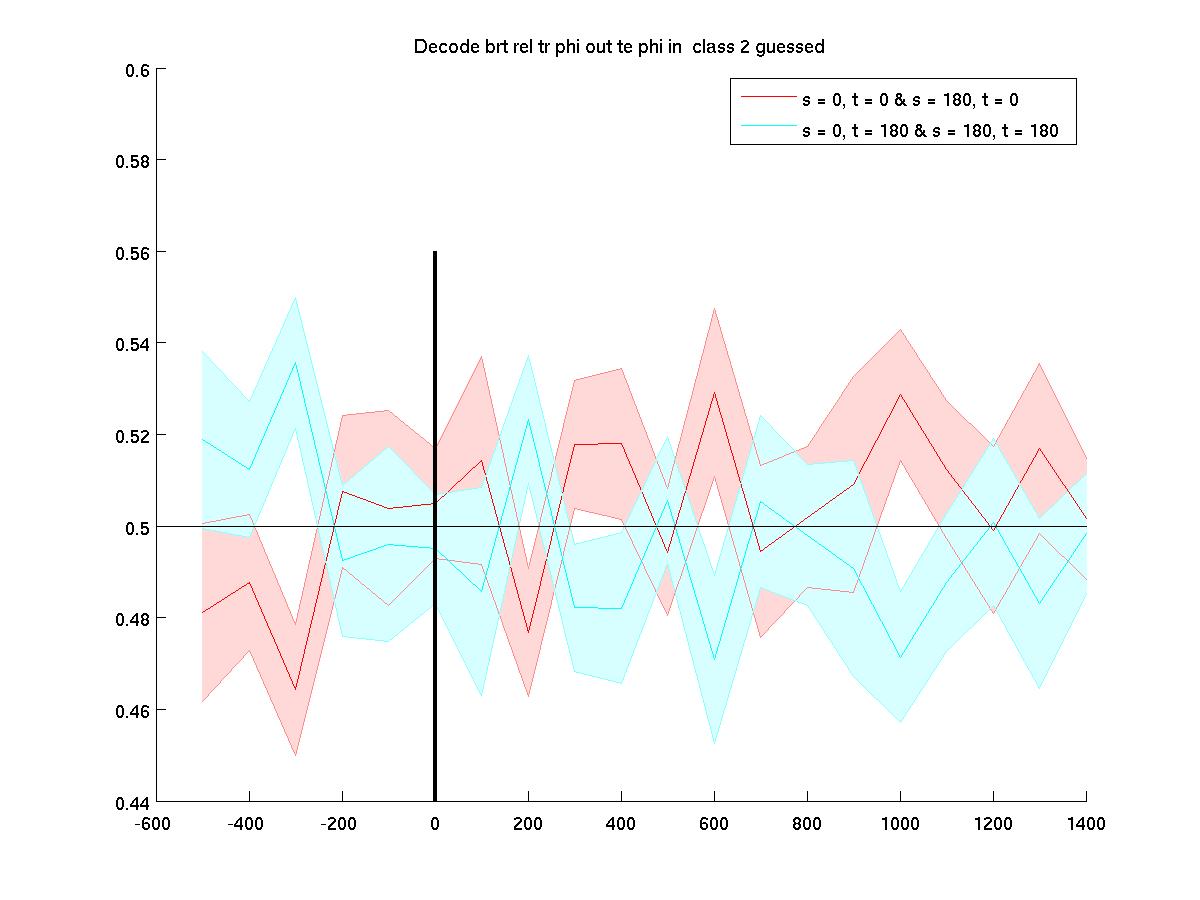 Decode brt rel tr phi out te phi in  class 2 guessed
0.6
s = 0, t = 0 & s = 180, t = 0
s = 0, t = 180 & s = 180, t = 180
0.58
0.56
0.54
0.52
0.5
0.48
0.46
0.44
-600 -400 -200 0 200 400 600 800 1000 1200 1400